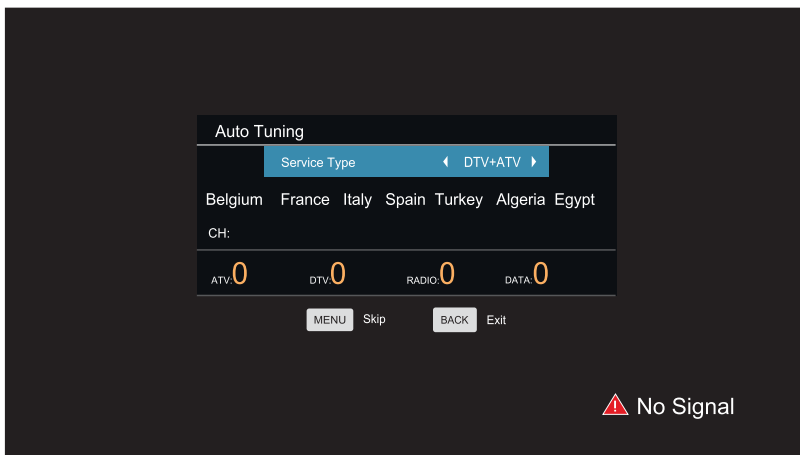 Auto Tuning
Service Type DTV+ATV
Belgium France Italy Spain Turkey Algeria Egypt
CH:
ATV:0 DTV:0 RADIO:0 DATA:0
MENU Skip BACK Exit
No Signal